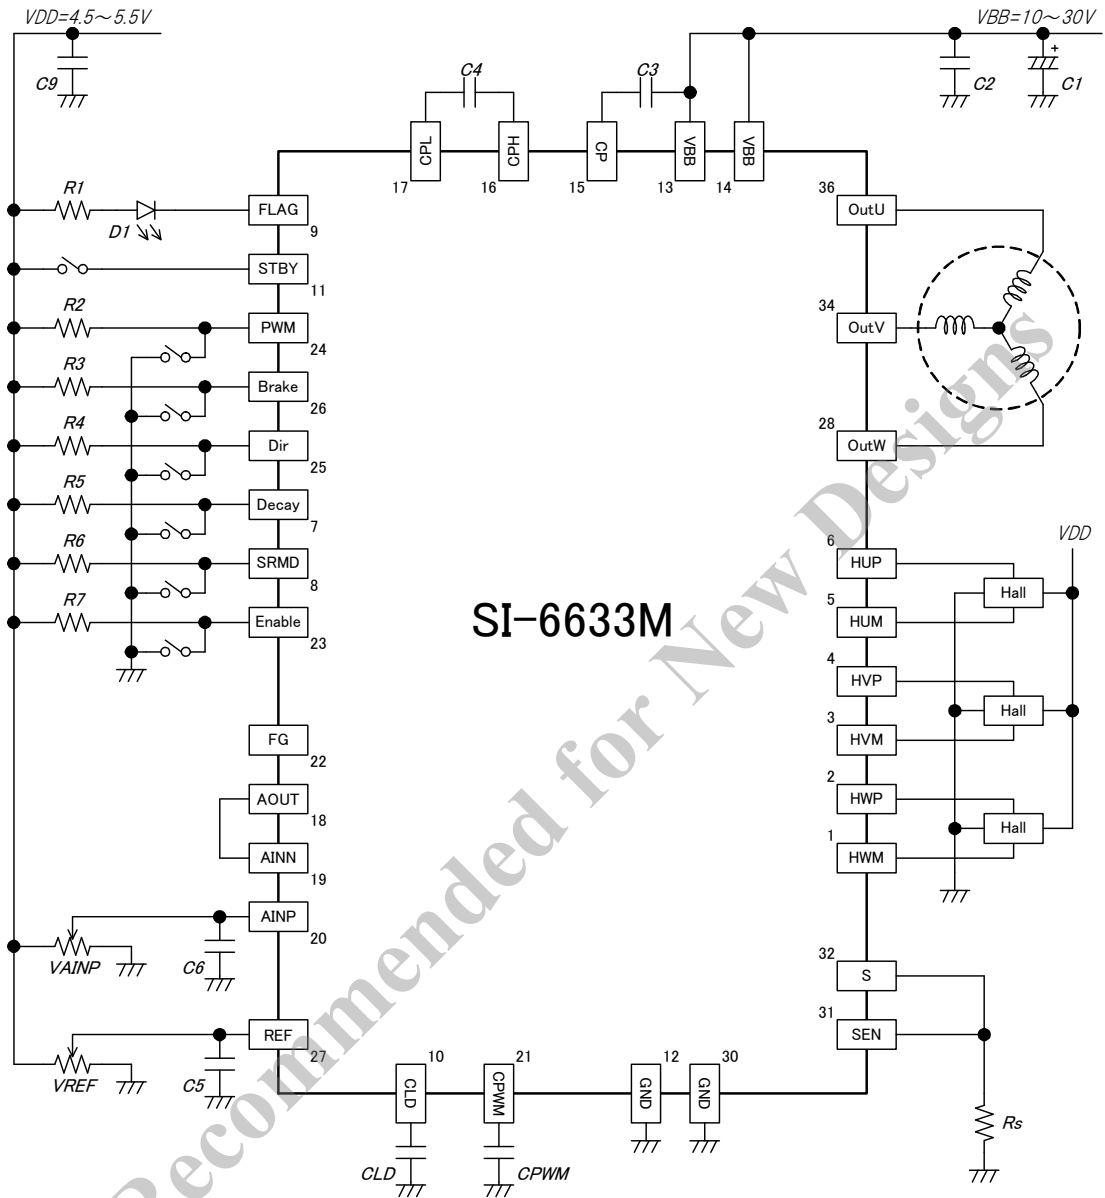 VDD=4.5～5.5V
VBB=10～30V
C9
C4
C3
C2
+
C1
CPL
CPH
CP
VBB
VBB
17
16
15
13
14
R1
D1
FLAG
9
STBY
11
R2
PWM
24
R3
Brake
26
R4
Dir
25
R5
Decay
7
R6
SRMD
8
R7
Enable
23
FG
22
AOUT
18
AINN
19
AINP
20
VAINP
C6
REF
27
VREF
C5
SI-6633M
36
OutU
34
OutV
28
OutW
VDD
6
HUP
Hall
5
HUM
4
HVP
Hall
3
HVM
2
HWP
Hall
1
HWM
32
S
31
SEN
Rs
10
CLD
21
CPWM
12
GND
30
GND
CLD
CPWM
Recommended for New Designs